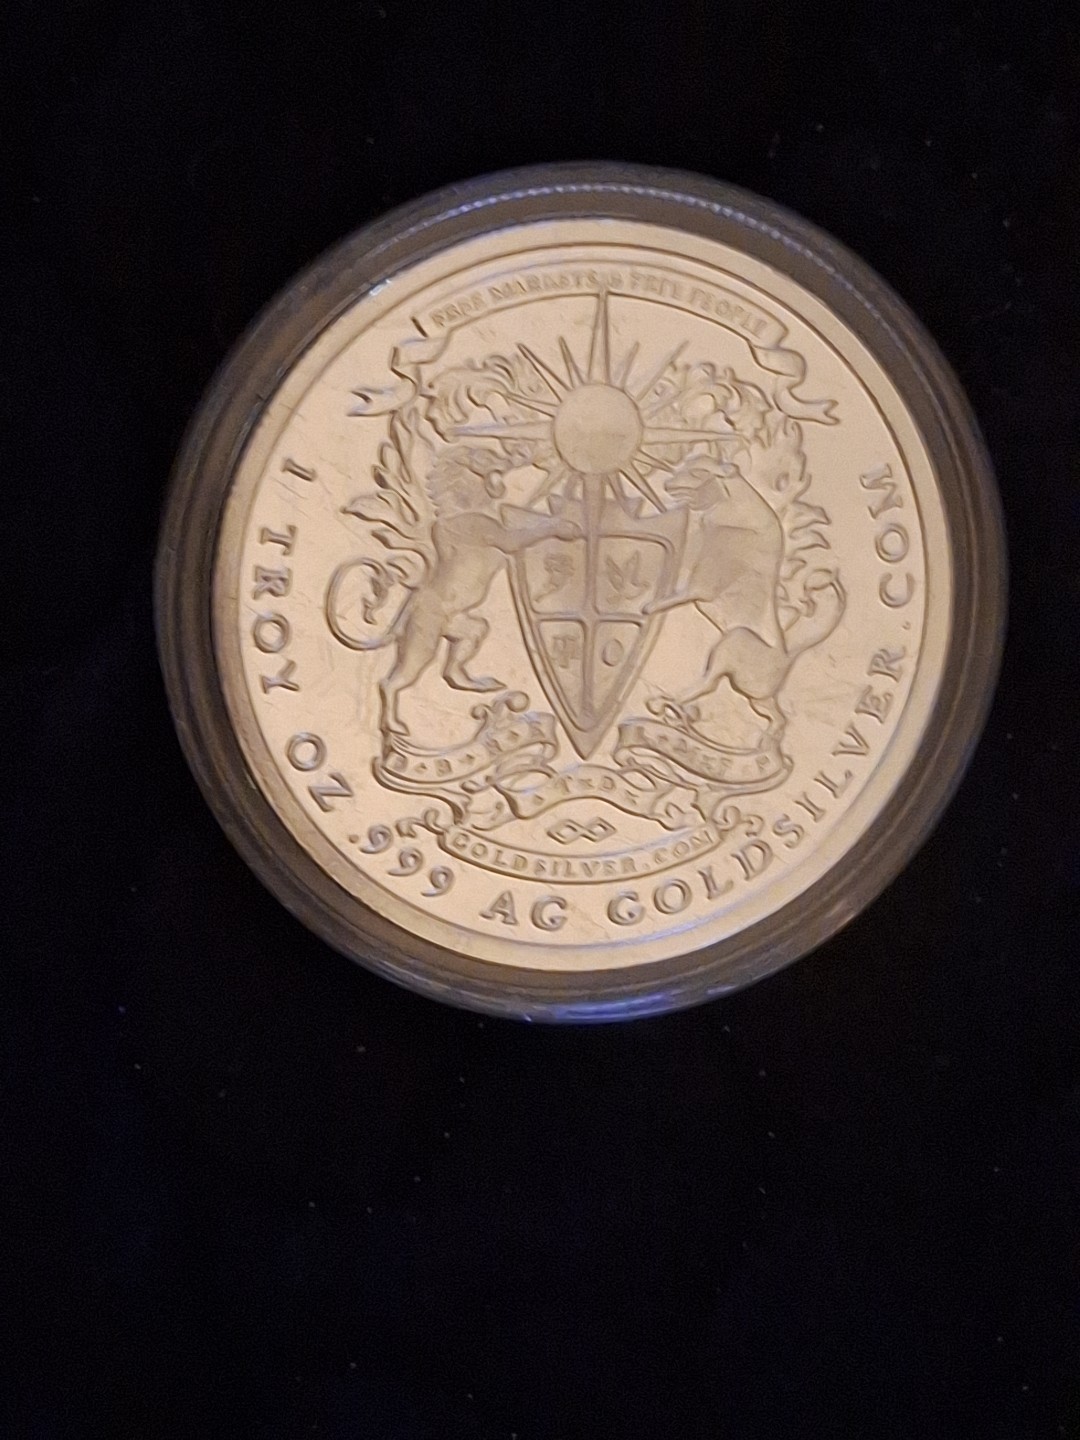 FREE MARKETS & FREE PEOPLE
1 TROY OZ .999 AG GOLDSILVER.COM
GOLDSILVER.COM